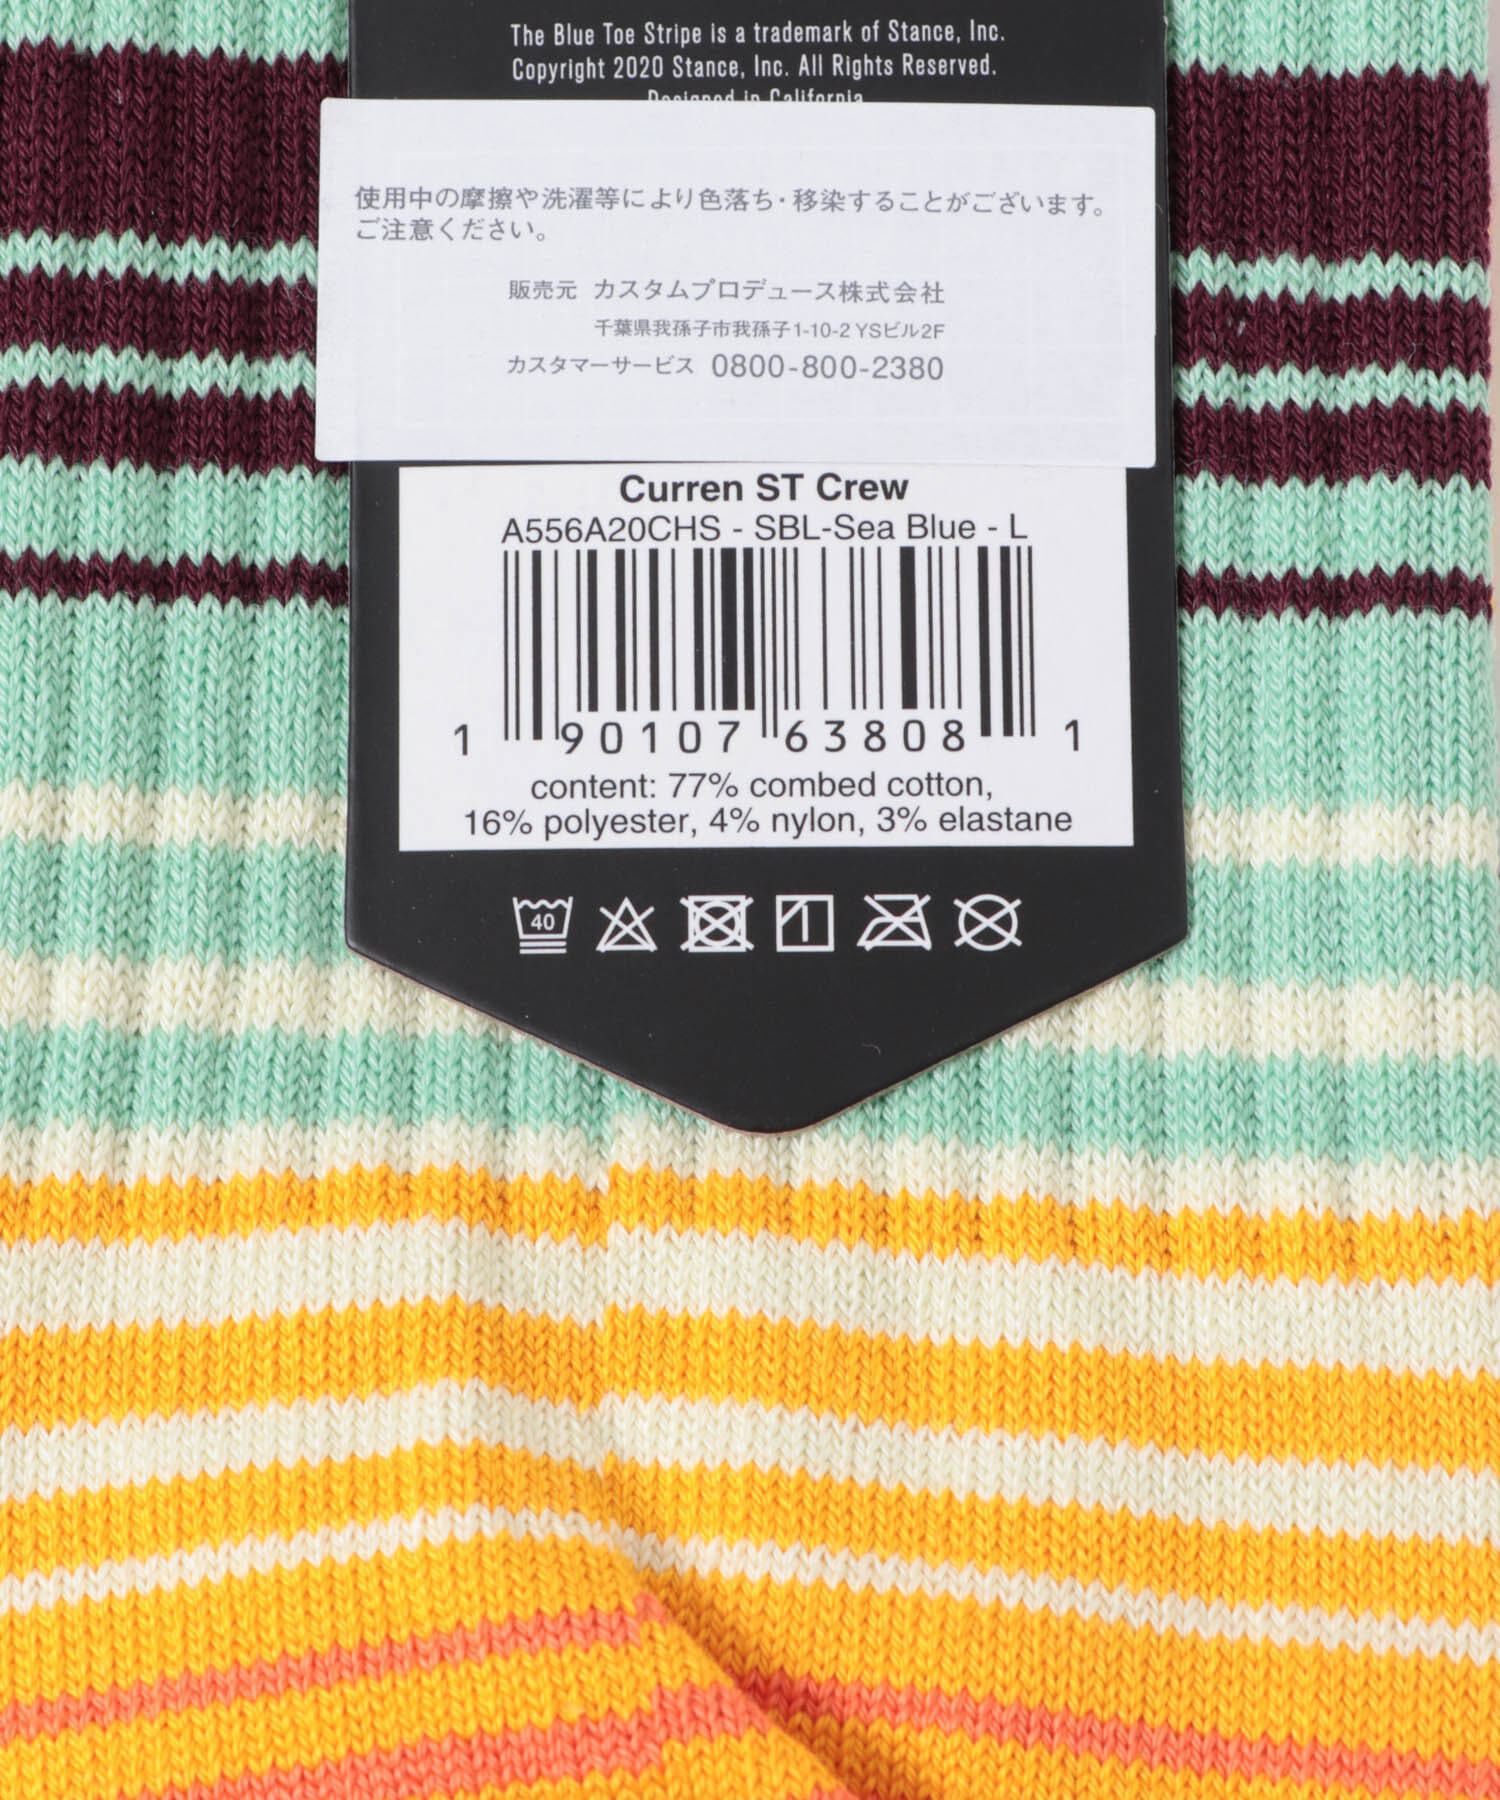 The Blue Toe Stripe is a trademark of Stance, Inc.
Copyright 2020 Stance, Inc. All Rights Reserved.
Designed in California
使用中の摩擦や洗濯等により色落ち・移染することがございます。
ご注意ください。
販売元 カスタムプロデュース株式会社
千葉県我孫子市我孫子1-10-2 YSビル2F
カスタマーサービス 0800-800-2380
Curren ST Crew
A556A20CHS - SBL-Sea Blue - L
1 90107 63808 1
content: 77% combed cotton,
16% polyester, 4% nylon, 3% elastane
40